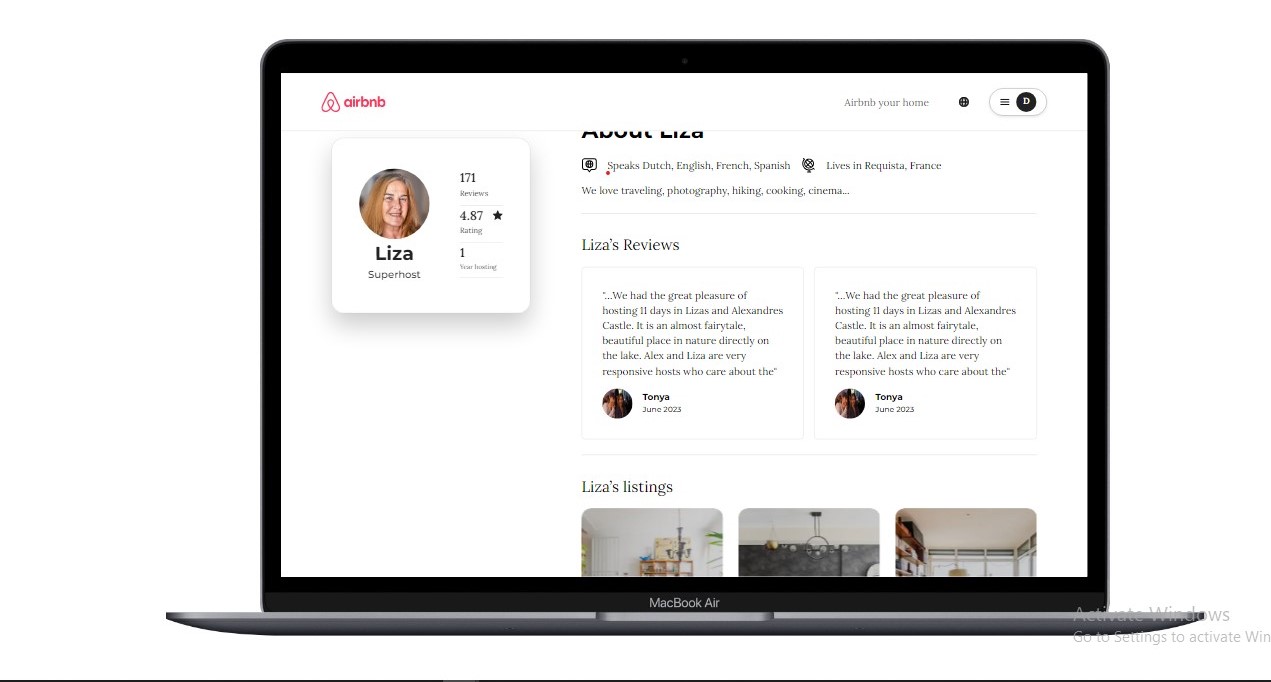 airbnb
Airbnb your home
D
About Liza
Speaks Dutch, English, French, Spanish
Lives in Requista, France
We love traveling, photography, hiking, cooking, cinema...
171
Reviews
4.87
Rating
1
Year hosting
Liza
Superhost
Liza's Reviews
"...We had the great pleasure of
hosting 11 days in Lizas and Alexandres
Castle. It is an almost fairytale,
beautiful place in nature directly on
the lake. Alex and Liza are very
responsive hosts who care about the"
Tonya
June 2023
"...We had the great pleasure of
hosting 11 days in Lizas and Alexandres
Castle. It is an almost fairytale,
beautiful place in nature directly on
the lake. Alex and Liza are very
responsive hosts who care about the"
Tonya
June 2023
Liza's listings
MacBook Air
Activate Windows
Go to Settings to activate Win